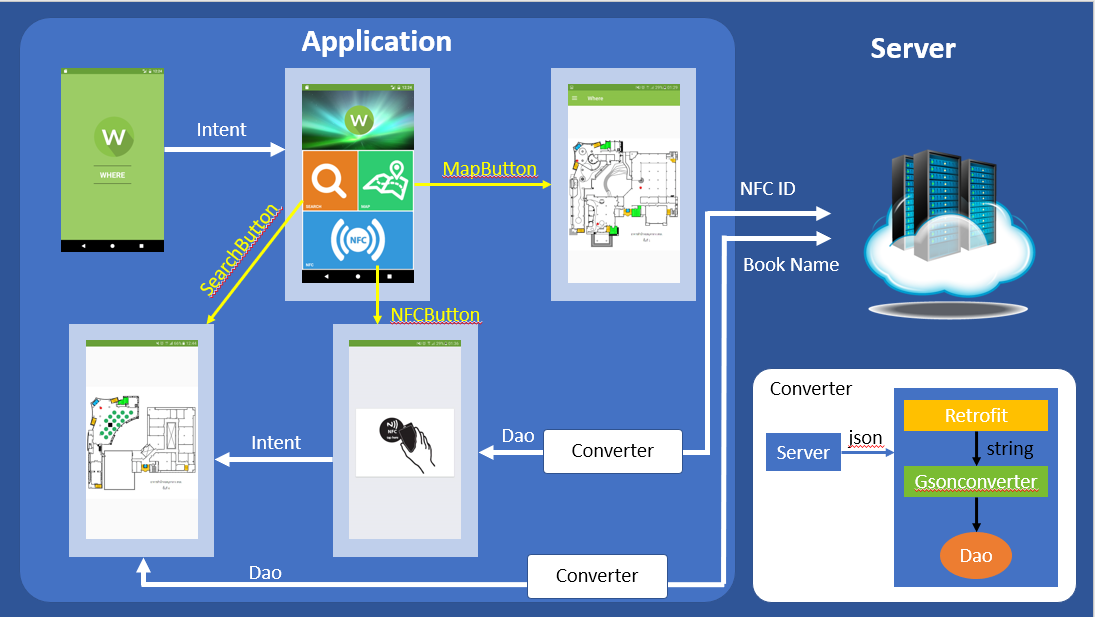 Application
Server
W
WHERE
Intent
W
SEARCH
MAP
NFC
NFC
MapButton
Where
SearchButton
NFCButton
NFC ID
Book Name
Intent
NFC
Dao
Converter
Dao
Converter
Converter
Server
json
Retrofit
string
Gsonconverter
Dao